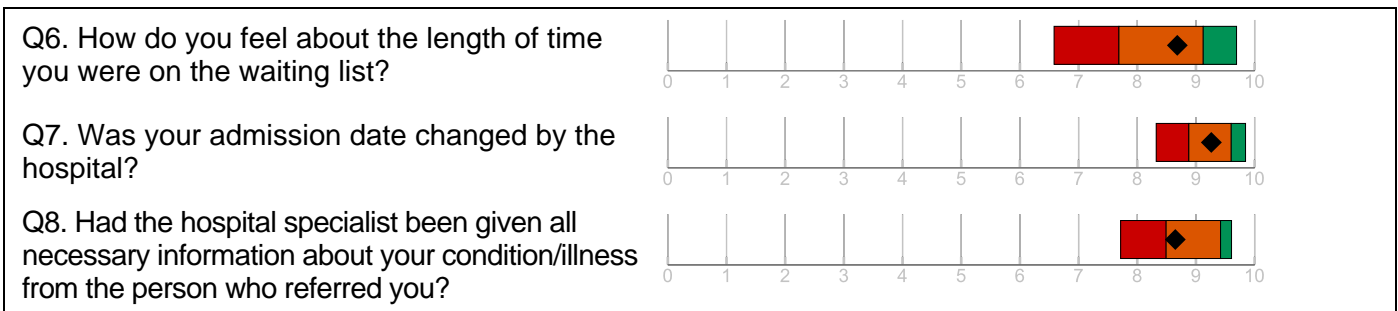 Q6. How do you feel about the length of time
you were on the waiting list?
0 1 2 3 4 5 6 7 8 9 10
Q7. Was your admission date changed by the
hospital?
0 1 2 3 4 5 6 7 8 9 10
Q8. Had the hospital specialist been given all
necessary information about your condition/illness
from the person who referred you?
0 1 2 3 4 5 6 7 8 9 10